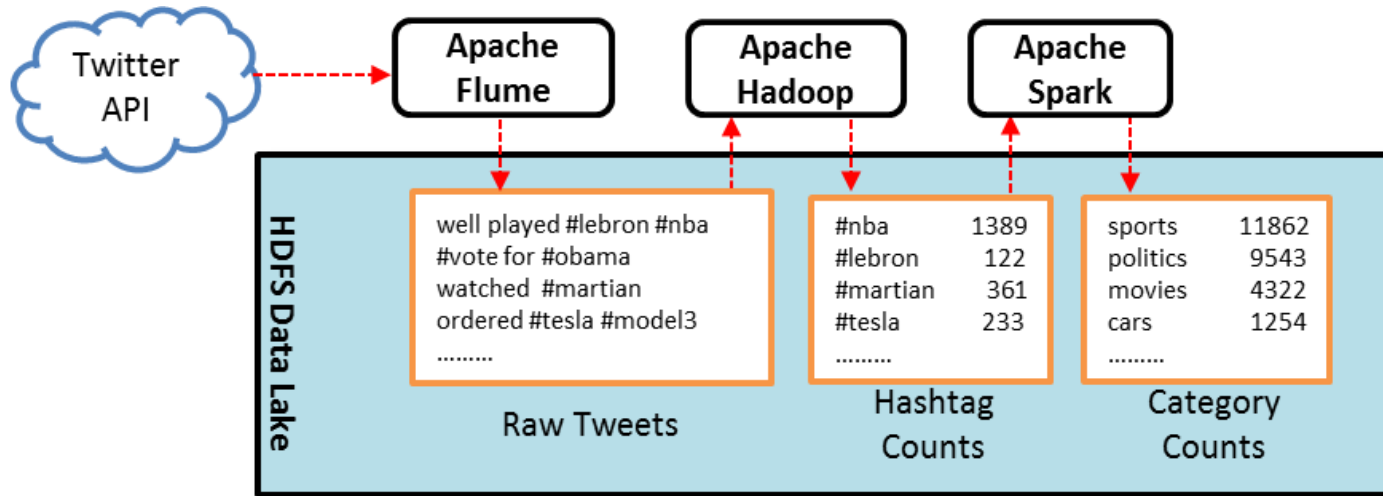 Twitter
API
Apache
Flume
Apache
Hadoop
Apache
Spark
HDFS Data Lake
well played #lebron #nba
#vote for #obama
watched #martian
ordered #tesla #model3
.........
Raw Tweets
#nba 1389
#lebron 122
#martian 361
#tesla 233
.........
Hashtag
Counts
sports 11862
politics 9543
movies 4322
cars 1254
.........
Category
Counts